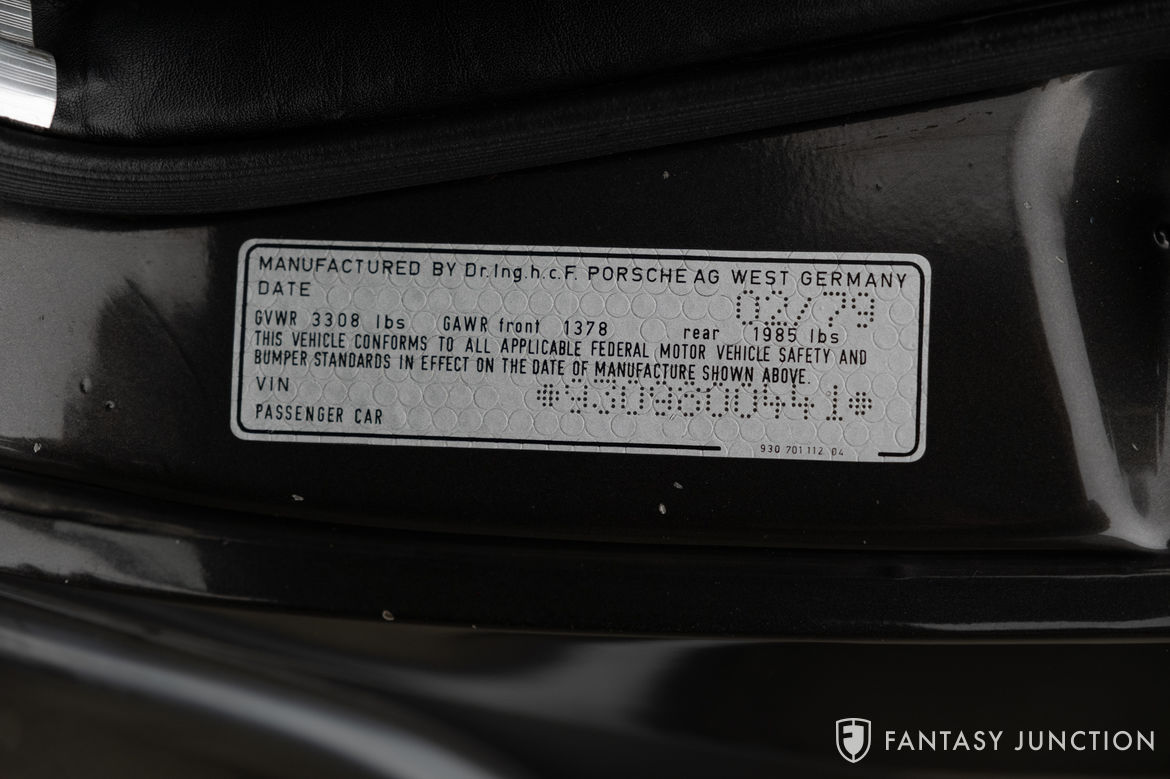 MANUFACTURED BY Dr.Ing.h.c.F. PORSCHE AG WEST GERMANY
DATE 02/79
GVWR 3308 lbs GAWR front 1378 rear 1985 lbs
THIS VEHICLE CONFORMS TO ALL APPLICABLE FEDERAL MOTOR VEHICLE SAFETY AND
BUMPER STANDARDS IN EFFECT ON THE DATE OF MANUFACTURE SHOWN ABOVE.
VIN *9309800441*
PASSENGER CAR
930 701 112 04
FANTASY JUNCTION